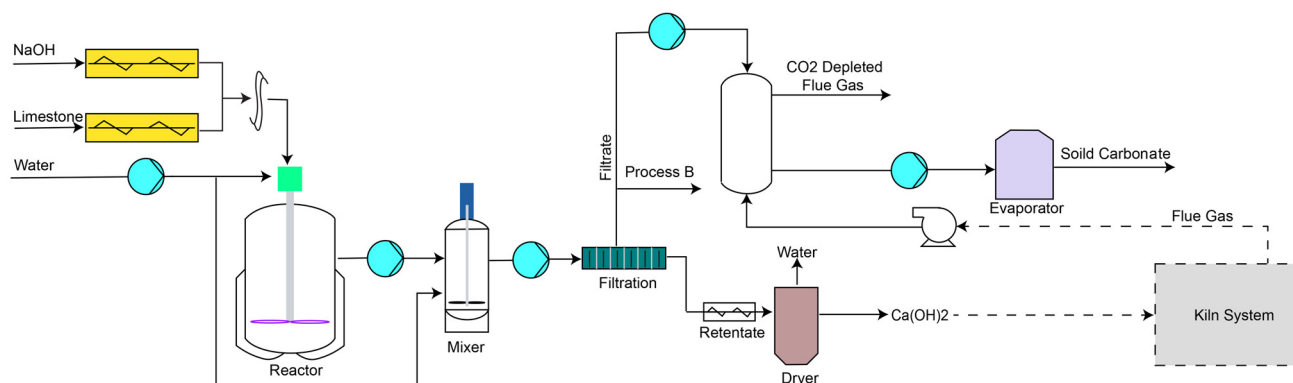 NaOH
Limestone
Water
Reactor
Mixer
Filtrate
Process B
Filtration
CO2 Depleted
Flue Gas
Soild Carbonate
Evaporator
Flue Gas
Water
Retentate
Dryer
Ca(OH)2
Kiln System